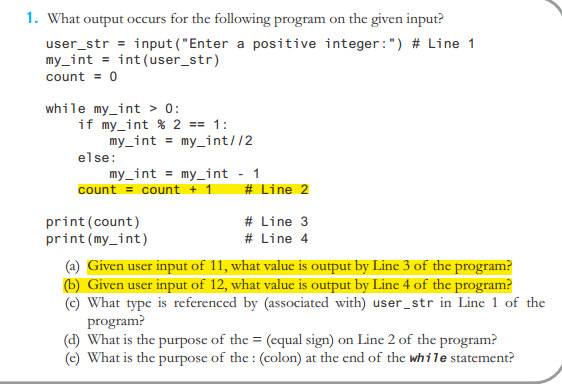 1. What output occurs for the following program on the given input?
user_str = input("Enter a positive integer:") # Line 1
my_int = int(user_str)
count = 0
while my_int > 0:
if my_int % 2 == 1:
my_int = my_int//2
else:
my_int = my_int - 1
count = count + 1 # Line 2
print(count) # Line 3
print(my_int) # Line 4
(a) Given user input of 11, what value is output by Line 3 of the program?
(b) Given user input of 12, what value is output by Line 4 of the program?
(c) What type is referenced by (associated with) user_str in Line 1 of the
program?
(d) What is the purpose of the = (equal sign) on Line 2 of the program?
(e) What is the purpose of the : (colon) at the end of the while statement?